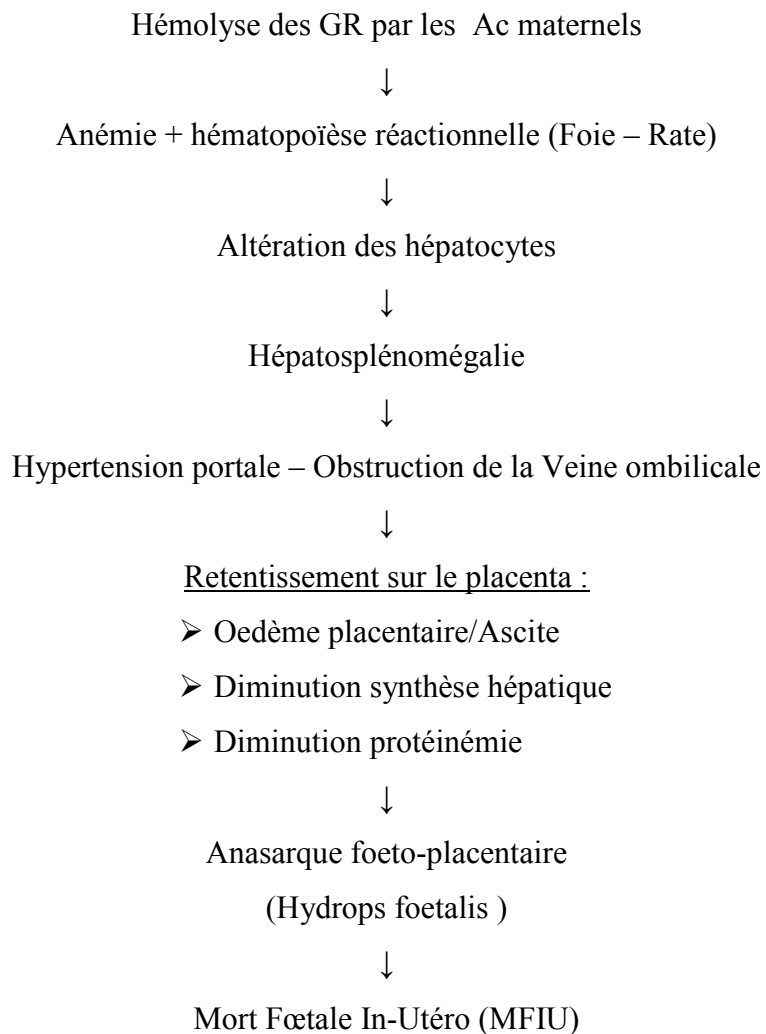 Hémolyse des GR par les  Ac maternels
↓
Anémie + hématopoïèse réactionnelle (Foie – Rate)
↓
Altération des hépatocytes
↓
Hépatosplénomégalie
↓
Hypertension portale – Obstruction de la Veine ombilicale
↓
Retentissement sur le placenta :
➢ Oedème placentaire/Ascite
➢ Diminution synthèse hépatique
➢ Diminution protéinémie
↓
Anasarque foeto-placentaire
(Hydrops foetalis )
↓
Mort Fœtale In-Utéro (MFIU)